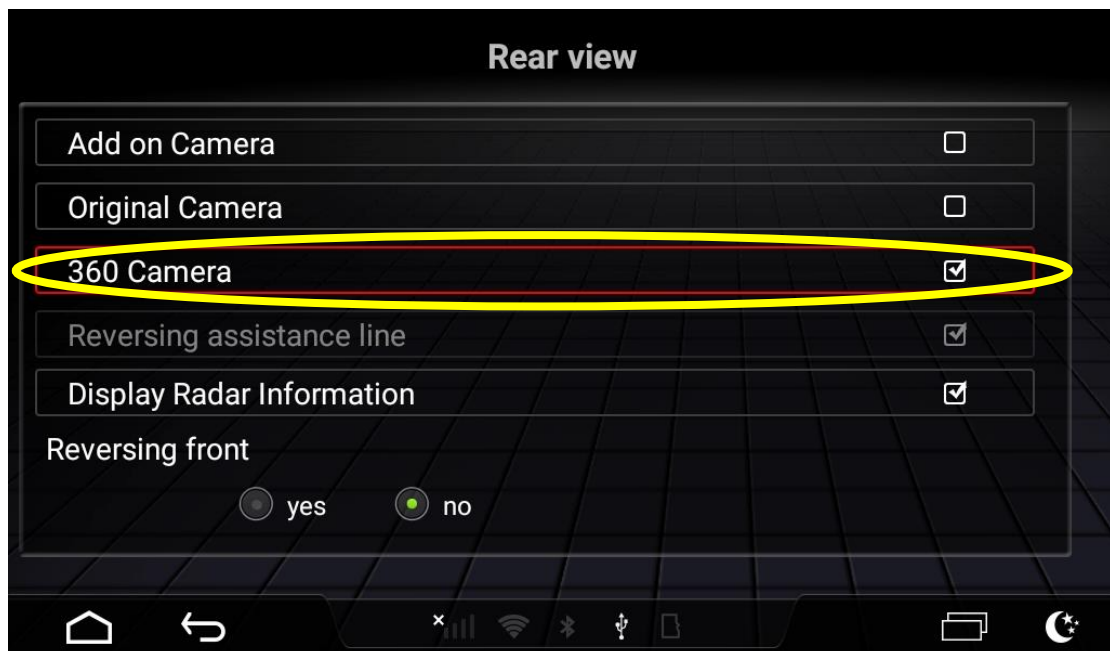 Rear view
Add on Camera
Original Camera
360 Camera
Reversing assistance line
Display Radar Information
Reversing front
yes no